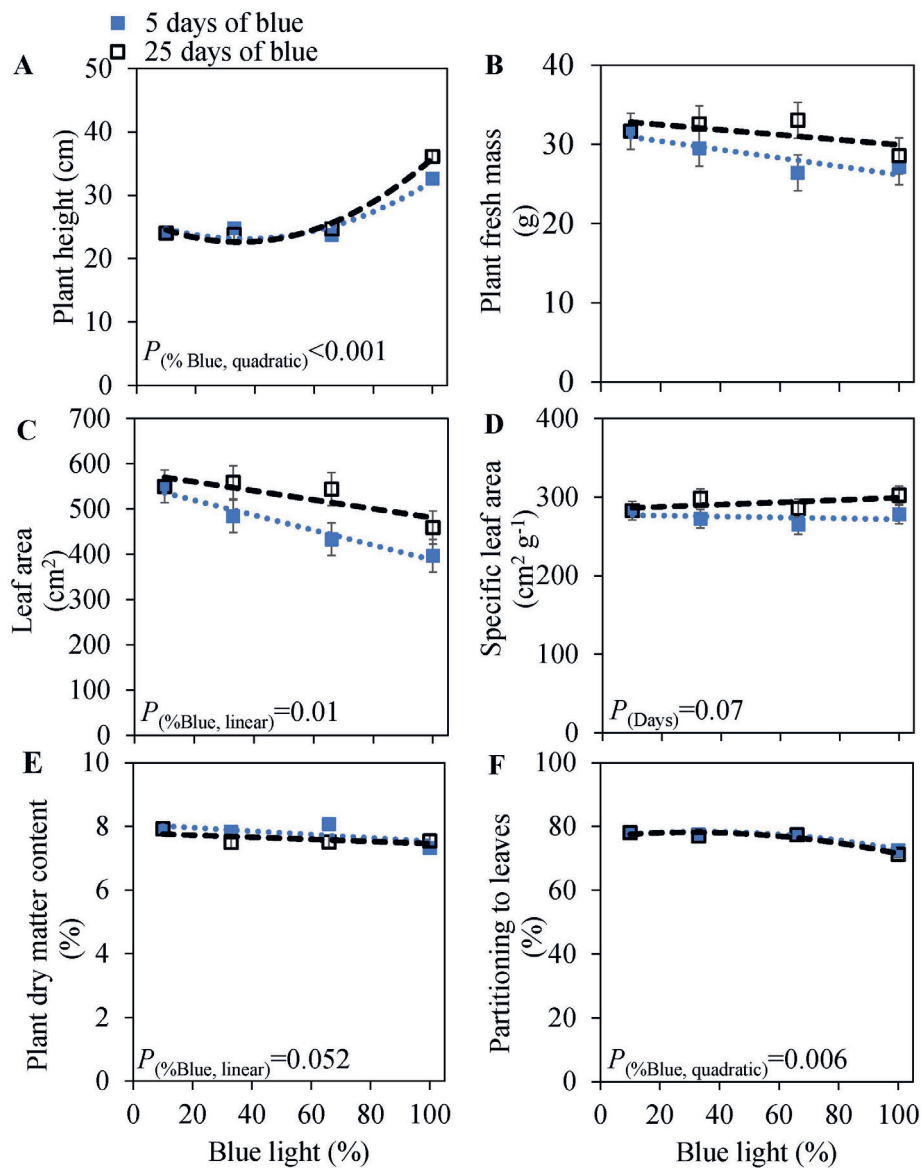 5 days of blue
25 days of blue
A
50
40
30
20
10
0
Plant height (cm)
P(% Blue, quadratic)<0.001
B
40
30
20
10
0
Plant fresh mass
(g)
C
700
600
500
400
300
200
100
0
Leaf area
(cm²)
P(%Blue, linear)=0.01
D
400
300
200
100
0
Specific leaf area
(cm² g⁻¹)
P(Days)=0.07
E
10
8
6
4
2
0
Plant dry matter content
(%)
P(%Blue, linear)=0.052
0 20 40 60 80 100
Blue light (%)
F
100
80
60
40
20
0
Partitioning to leaves
(%)
P(%Blue, quadratic)=0.006
0 20 40 60 80 100
Blue light (%)